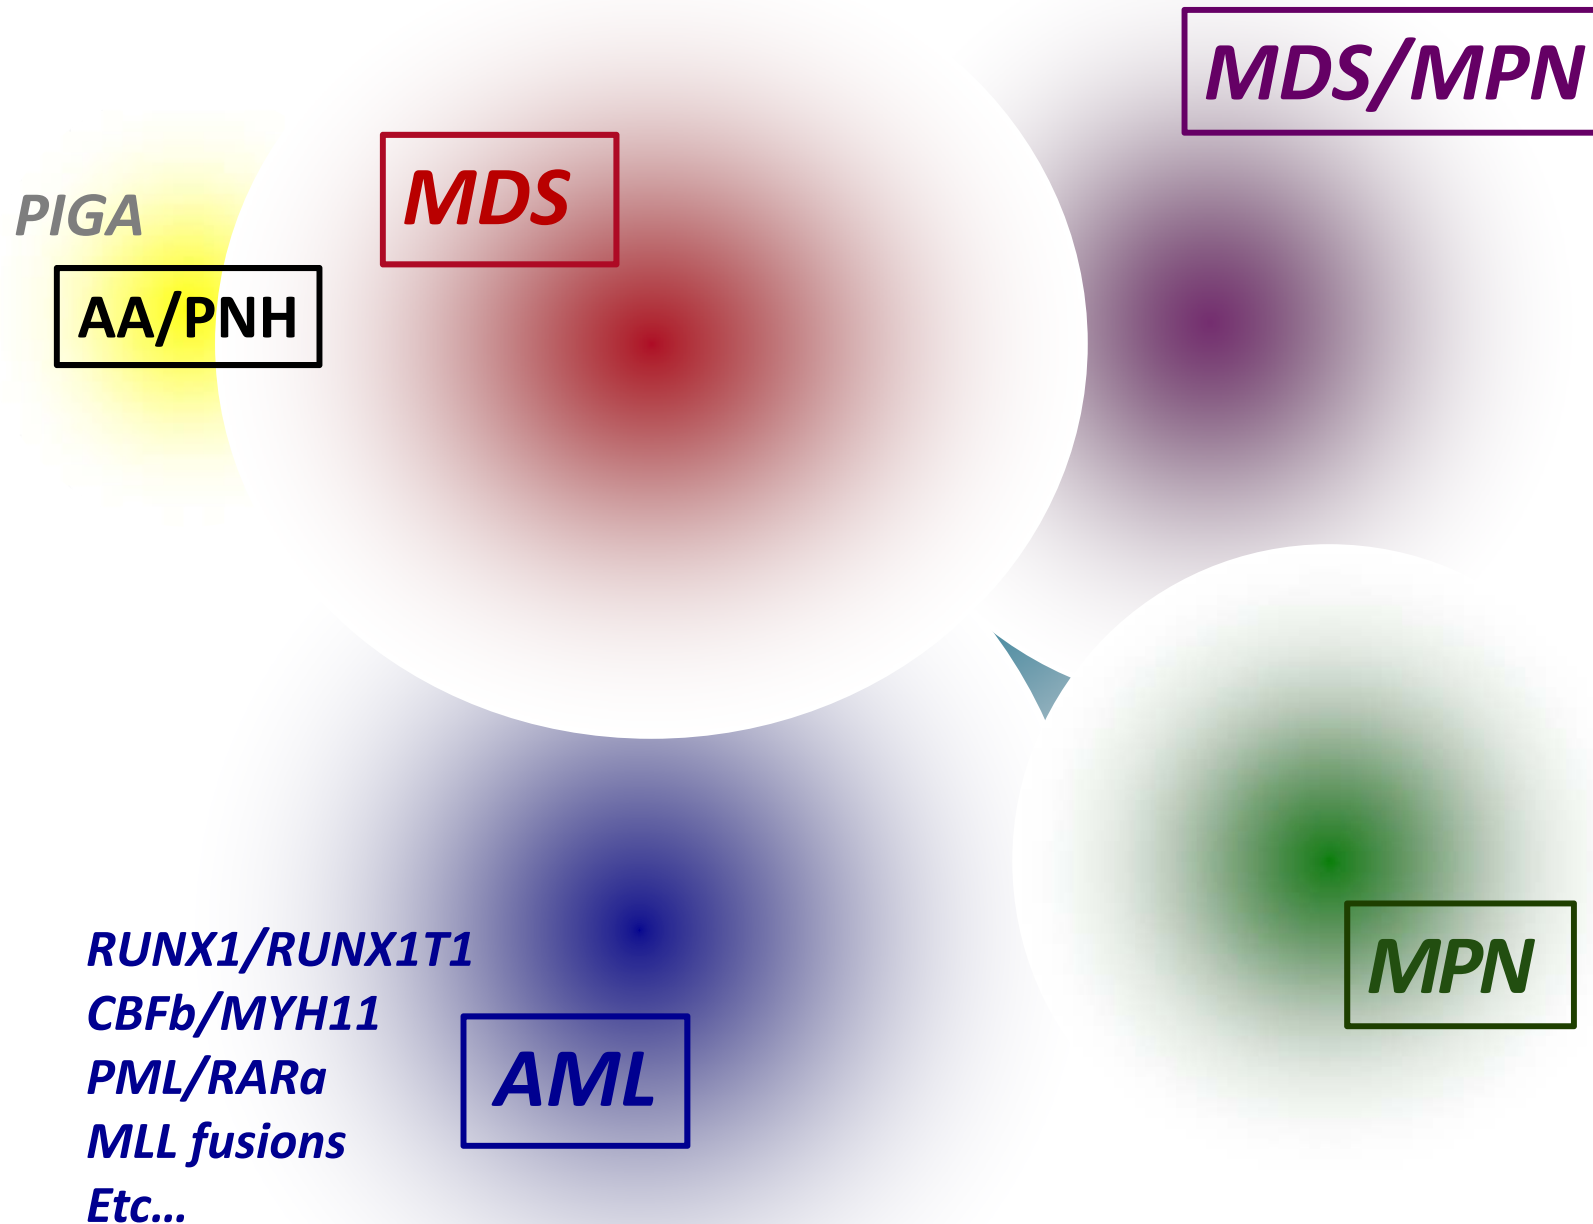 MDS/MPN
MDS
PIGA
AA/PNH
RUNX1/RUNX1T1
CBFb/MYH11
PML/RARa
MLL fusions
Etc…
AML
MPN